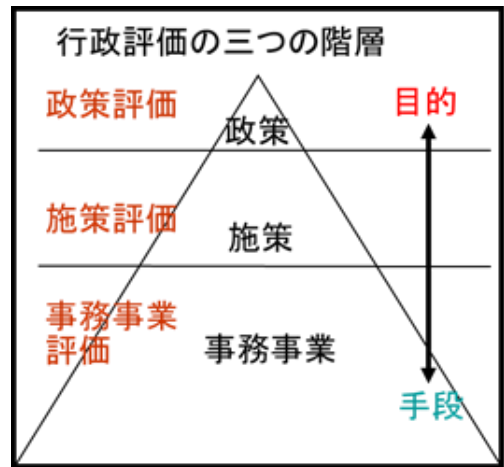 行政評価の三つの階層
政策評価
目的
政策
施策評価
施策
事務事業
評価
事務事業
手段